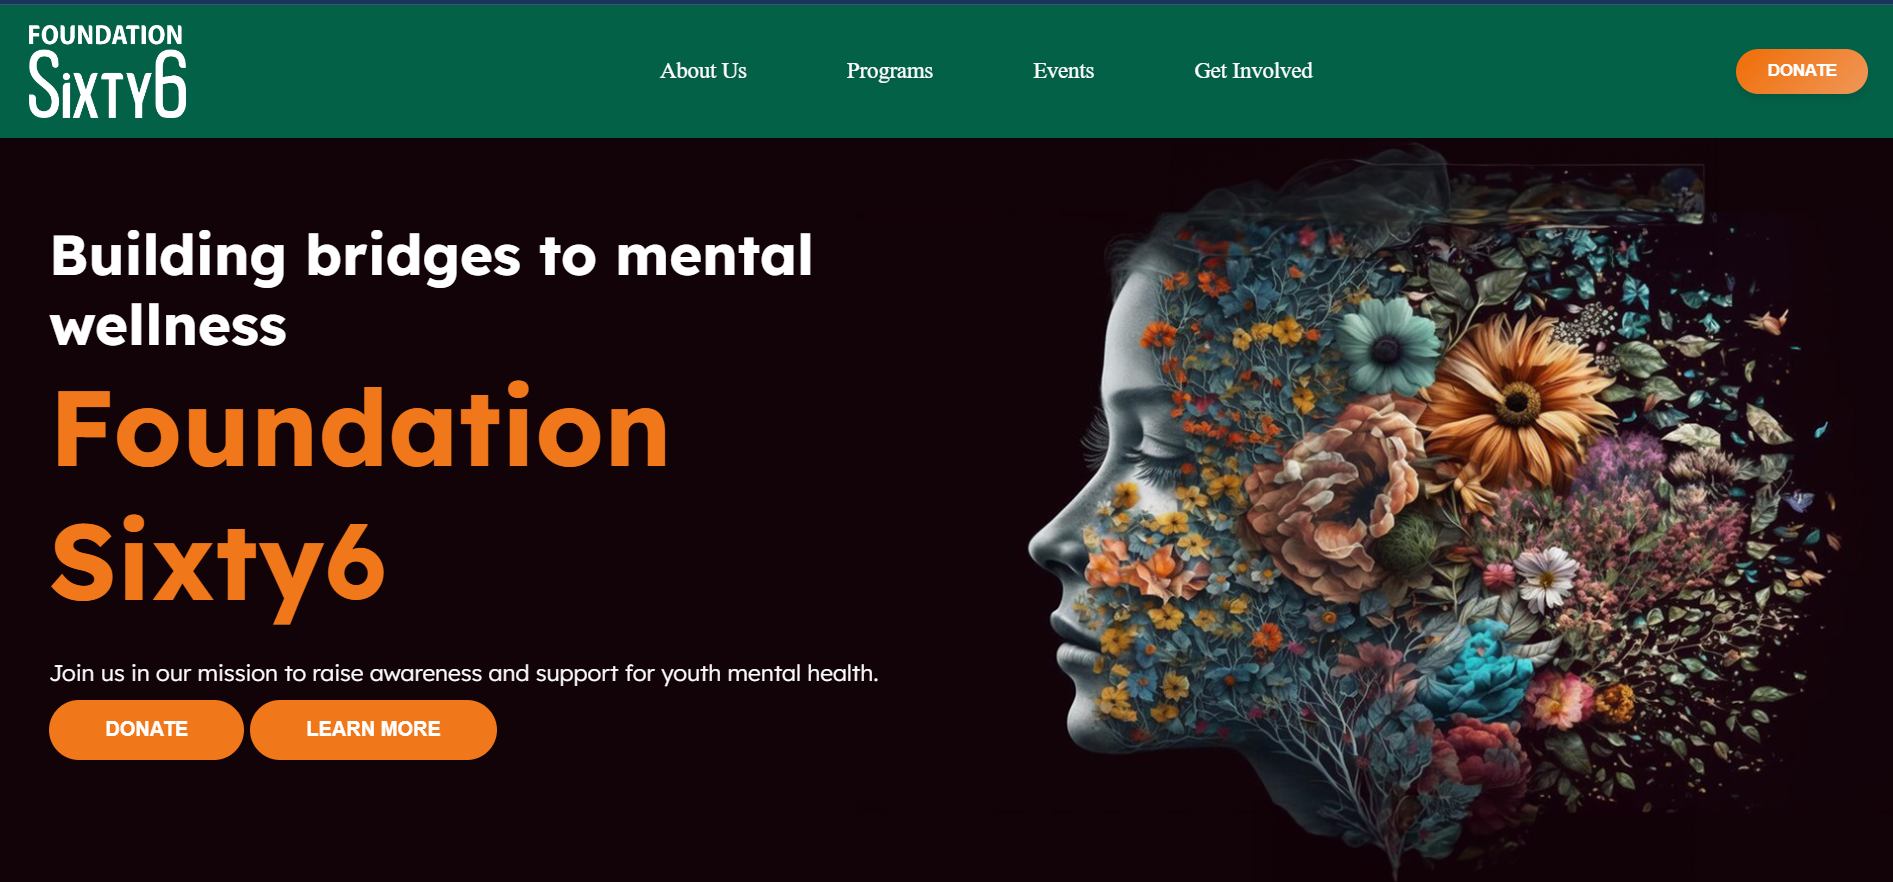 FOUNDATION
SixTY6
About Us
Programs
Events
Get Involved
DONATE
Building bridges to mental
wellness
Foundation
Sixty6
Join us in our mission to raise awareness and support for youth mental health.
DONATE
LEARN MORE